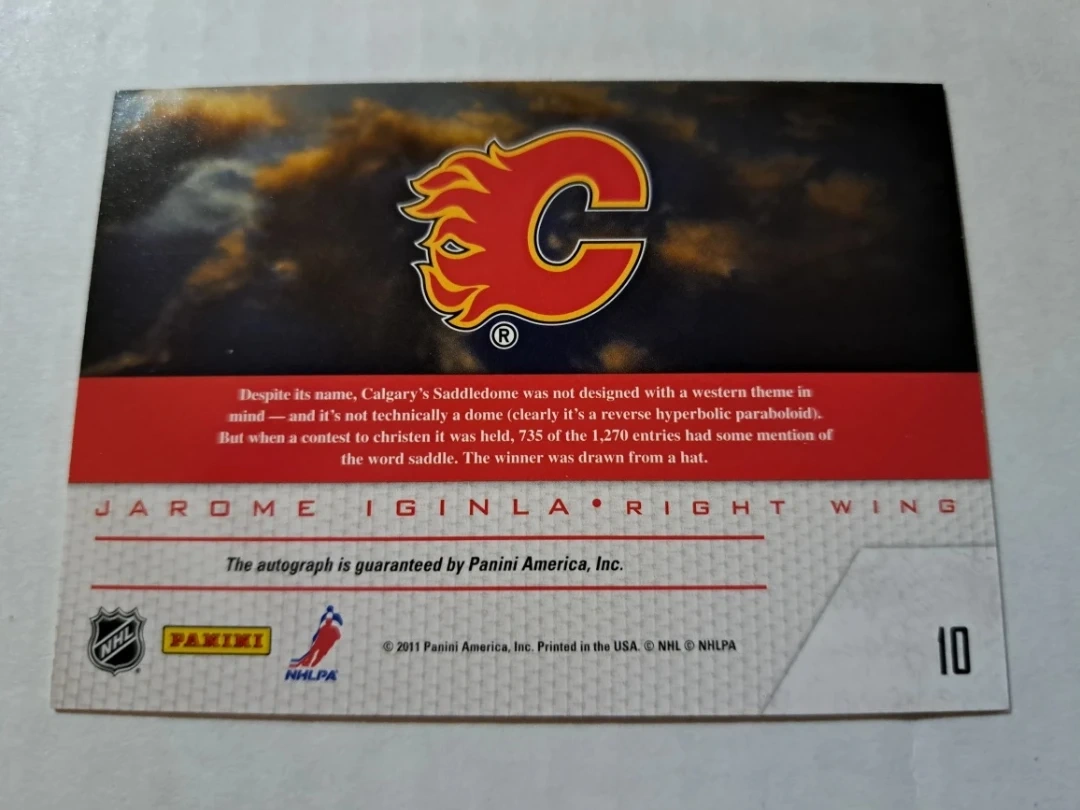 C
®
Despite its name, Calgary's Saddledome was not designed with a western theme in
mind — and it's not technically a dome (clearly it's a reverse hyperbolic paraboloid).
But when a contest to christen it was held, 735 of the 1,270 entries had some mention of
the word saddle. The winner was drawn from a hat.
JAROME IGINLA • RIGHT WING
The autograph is guaranteed by Panini America, Inc.
NHL PANINI NHLPA © 2011 Panini America, Inc. Printed in the USA. © NHL © NHLPA
10